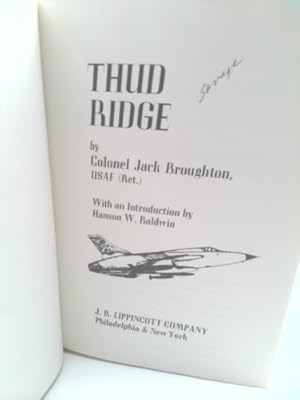 THUD
RIDGE
by
Colonel Jack Broughton,
USAF (Ret.)
With an Introduction by
Hanson W. Baldwin
J. B. LIPPINCOTT COMPANY
Philadelphia & New York